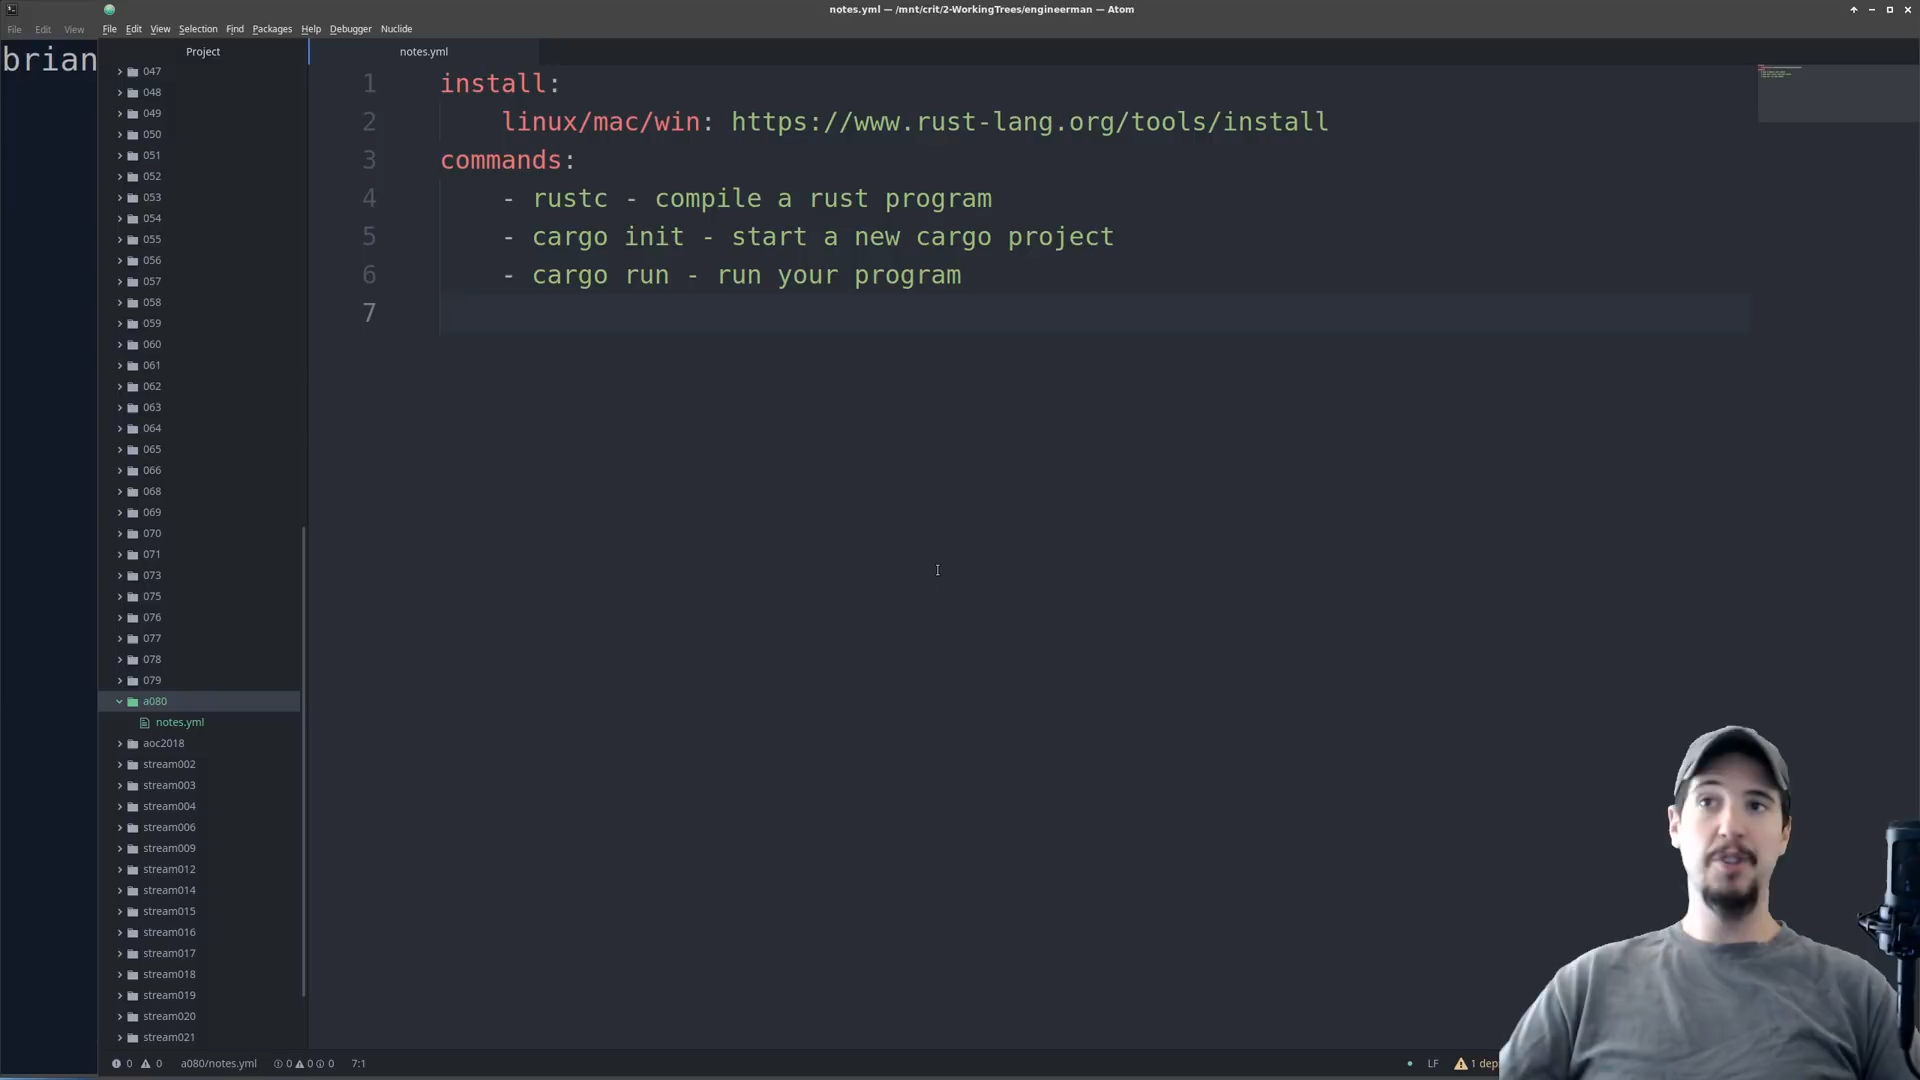 notes.yml — /mnt/crit/2-WorkingTrees/engineerman — Atom
File Edit View
File Edit View Selection Find Packages Help Debugger Nuclide
brian
Project
notes.yml
047
048
049
050
051
052
053
054
055
056
057
058
059
060
061
062
063
064
065
066
068
069
070
071
073
075
076
077
078
079
a080
notes.yml
aoc2018
stream002
stream003
stream004
stream006
stream009
stream012
stream014
stream015
stream016
stream017
stream018
stream019
stream020
stream021
1 install:
2 linux/mac/win: https://www.rust-lang.org/tools/install
3 commands:
4 - rustc - compile a rust program
5 - cargo init - start a new cargo project
6 - cargo run - run your program
7
0 0 a080/notes.yml 0 0 0 7:1
LF 1 dep